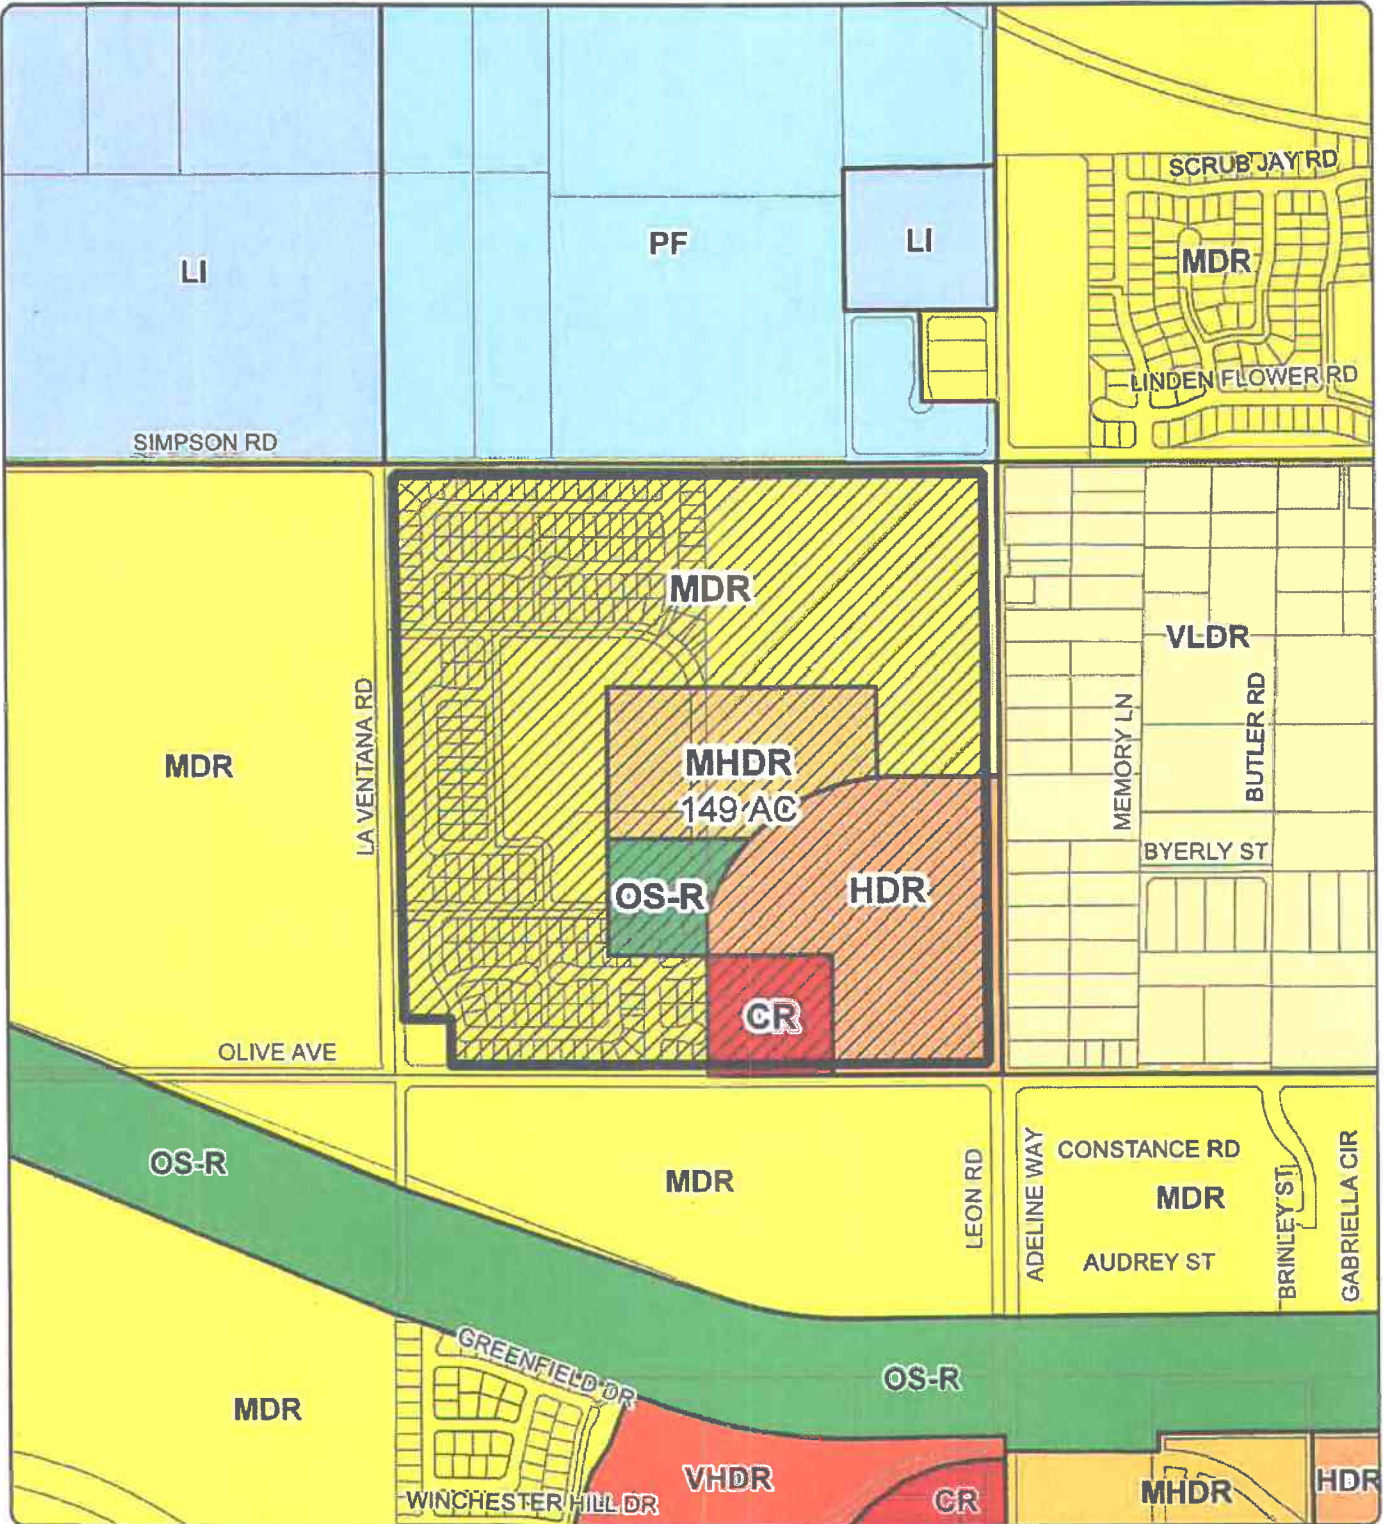 SCRUB JAY RD
PF
LI
MDR
LI
LINDEN FLOWER RD
SIMPSON RD
MDR
VLDR
LA VENTANA RD
MEMORY LN
BUTLER RD
MDR
MHDR
149 AC
BYERLY ST
OS-R
HDR
CR
OLIVE AVE
OS-R
MDR
LEON RD
ADELINE WAY
CONSTANCE RD
MDR
BRINLEY ST
GABRIELLA CIR
AUDREY ST
GREENFIELD DR
OS-R
MDR
VHDR
WINCHESTER HILL DR
CR
MHDR
HDR